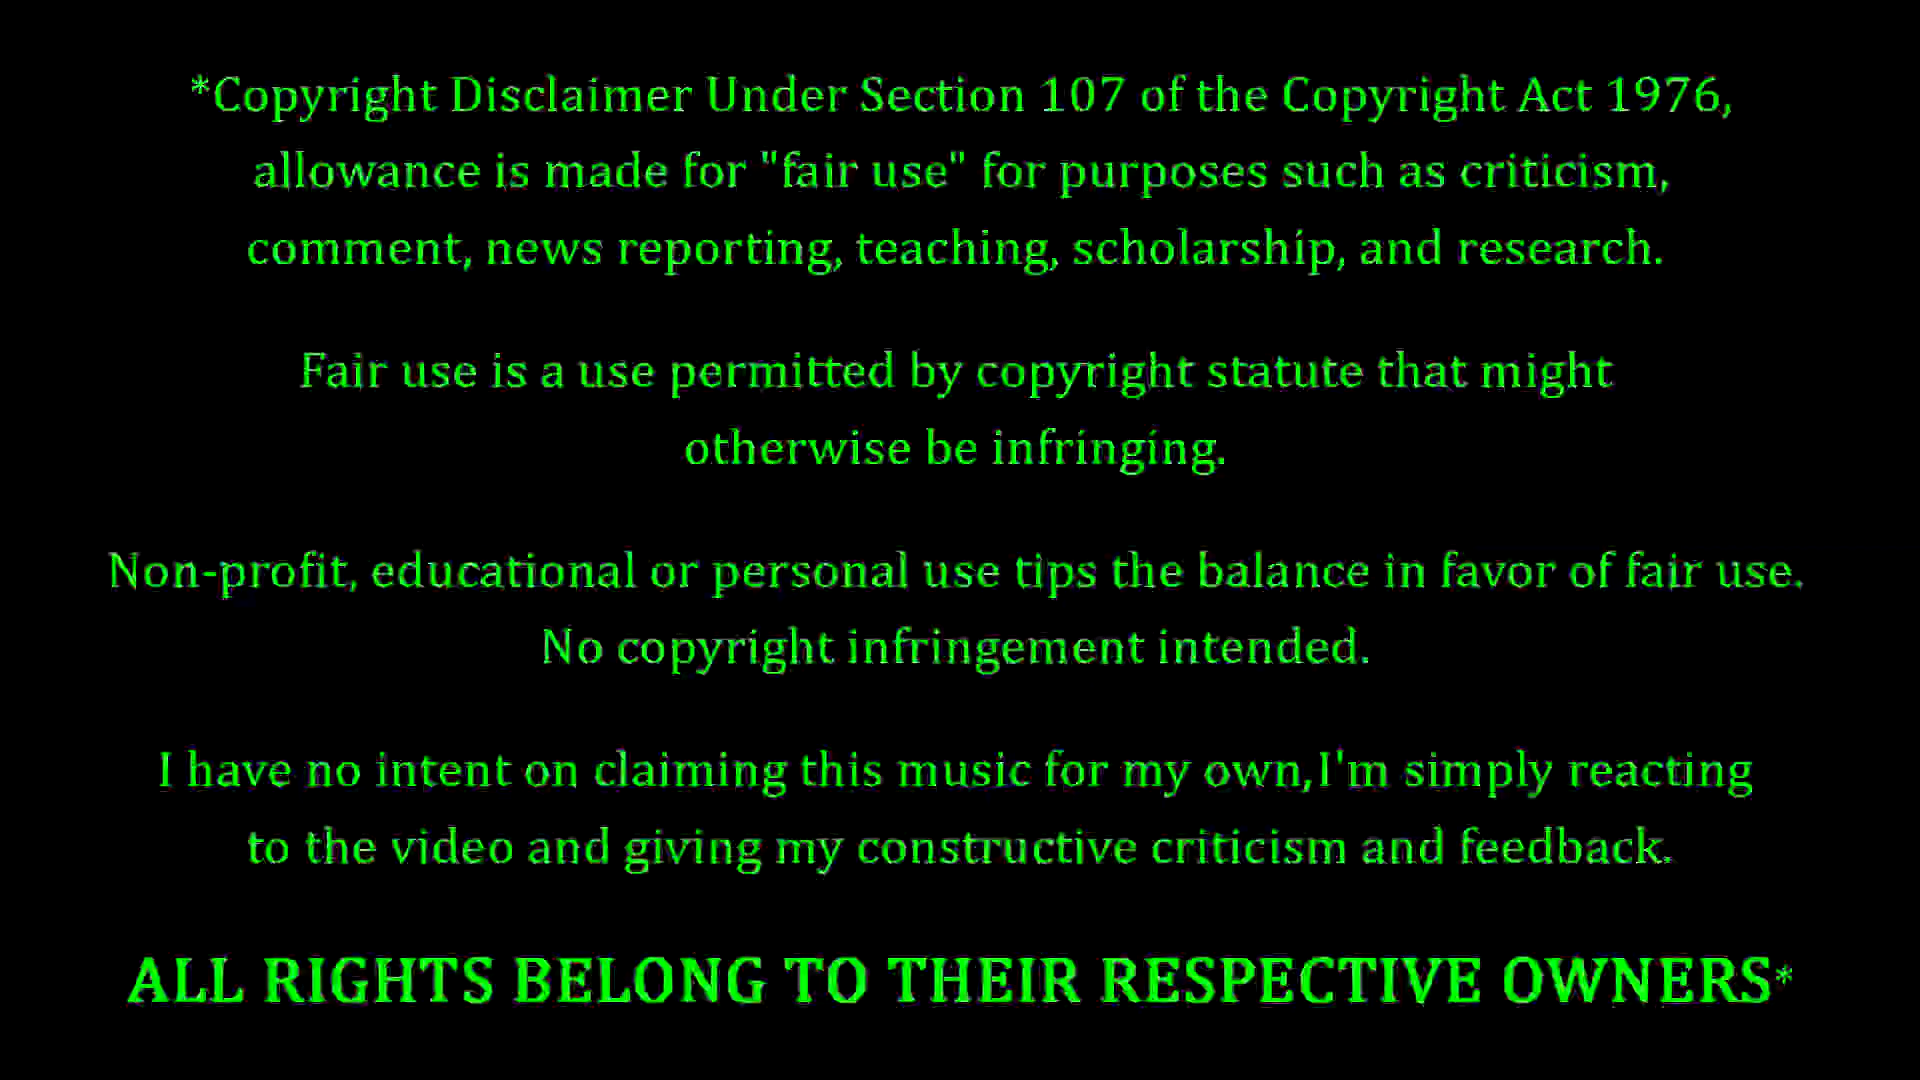 *Copyright Disclaimer Under Section 107 of the Copyright Act 1976,
allowance is made for "fair use" for purposes such as criticism,
comment, news reporting, teaching, scholarship, and research.
Fair use is a use permitted by copyright statute that might
otherwise be infringing.
Non-profit, educational or personal use tips the balance in favor of fair use.
No copyright infringement intended.
I have no intent on claiming this music for my own,I'm simply reacting
to the video and giving my constructive criticism and feedback.
ALL RIGHTS BELONG TO THEIR RESPECTIVE OWNERS*